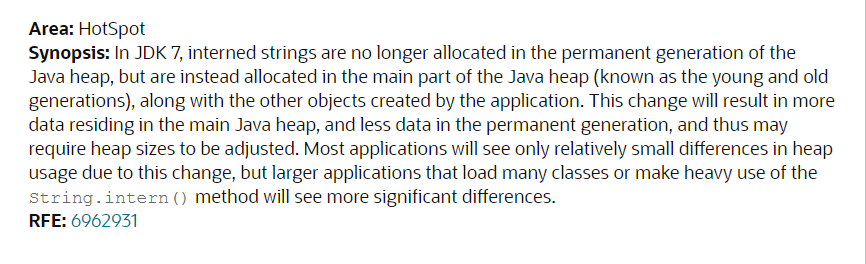 Area: HotSpot
Synopsis: In JDK 7, interned strings are no longer allocated in the permanent generation of the
Java heap, but are instead allocated in the main part of the Java heap (known as the young and old
generations), along with the other objects created by the application. This change will result in more
data residing in the main Java heap, and less data in the permanent generation, and thus may
require heap sizes to be adjusted. Most applications will see only relatively small differences in heap
usage due to this change, but larger applications that load many classes or make heavy use of the
String.intern() method will see more significant differences.
RFE: 6962931